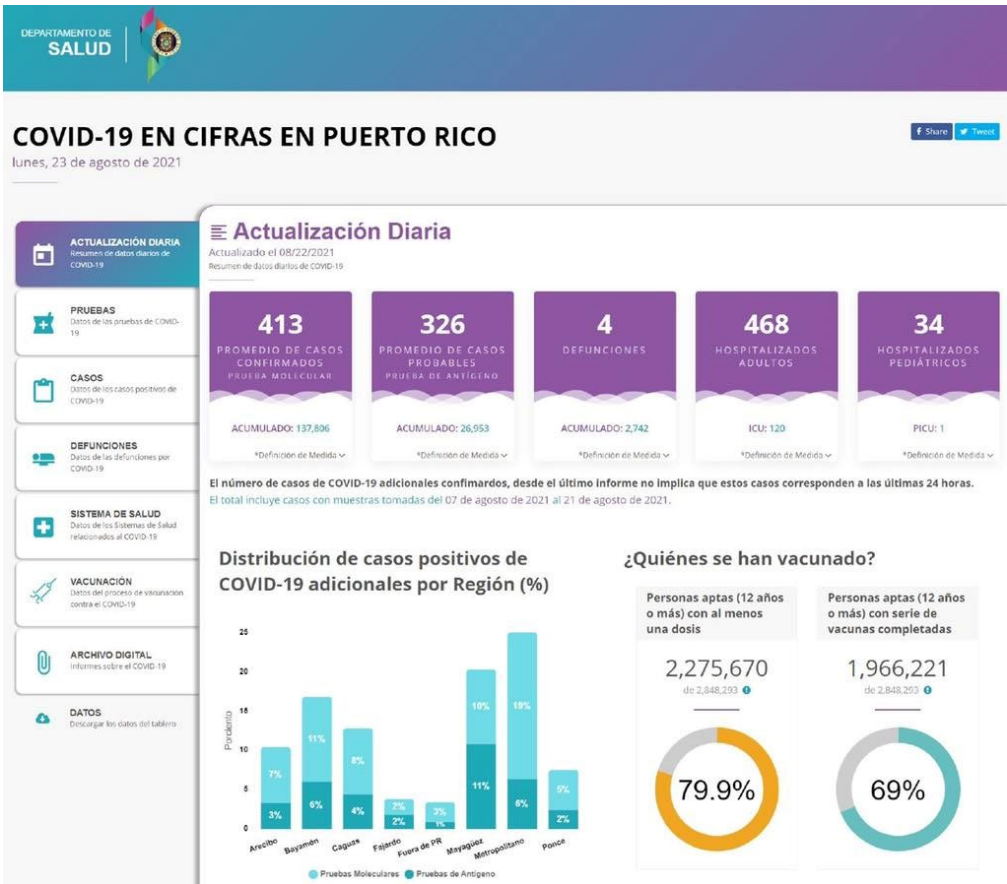 DEPARTAMENTO DE
SALUD
COVID-19 EN CIFRAS EN PUERTO RICO
lunes, 23 de agosto de 2021
Share
Tweet
ACTUALIZACIÓN DIARIA
Resumen de datos diarios de
COVID-19
PRUEBAS
Datos de las pruebas de COVID-
19
CASOS
Datos de los casos positivos de
COVID-19
DEFUNCIONES
Datos de las defunciones por
COVID-19
SISTEMA DE SALUD
Datos de los Sistemas de Salud
relacionados al COVID-19
VACUNACIÓN
Datos del proceso de vacunación
contra el COVID-19
ARCHIVO DIGITAL
Informes sobre el COVID-19
DATOS
Descargar los datos del tablero
Actualización Diaria
Actualizado el 08/22/2021
Resumen de datos diarios de COVID-19
413
PROMEDIO DE CASOS
CONFIRMADOS
PRUEBA MOLECULAR
ACUMULADO: 137,806
*Definición de Medida
326
PROMEDIO DE CASOS
PROBABLES
PRUEBA DE ANTÍGENO
ACUMULADO: 26,953
*Definición de Medida
4
DEFUNCIONES
ACUMULADO: 2,742
*Definición de Medida
468
HOSPITALIZADOS
ADULTOS
ICU: 120
*Definición de Medida
34
HOSPITALIZADOS
PEDIÁTRICOS
PICU: 1
*Definición de Medida
El número de casos de COVID-19 adicionales confimardos, desde el último informe no implica que estos casos corresponden a las últimas 24 horas.
El total incluye casos con muestras tomadas del 07 de agosto de 2021 al 21 de agosto de 2021.
Distribución de casos positivos de
COVID-19 adicionales por Región (%)
Porciento
25
20
15
10
5
0
7%
3%
11%
6%
8%
4%
2%
2%
3%
1%
10%
11%
19%
6%
5%
2%
Arecibo
Bayamón
Caguas
Fajardo
Fuera de PR
Mayagüez
Metropolitano
Ponce
Pruebas Moleculares
Pruebas de Antígeno
¿Quiénes se han vacunado?
Personas aptas (12 años
o más) con al menos
una dosis
2,275,670
de 2,848,293
79.9%
Personas aptas (12 años
o más) con serie de
vacunas completadas
1,966,221
de 2,848,293
69%